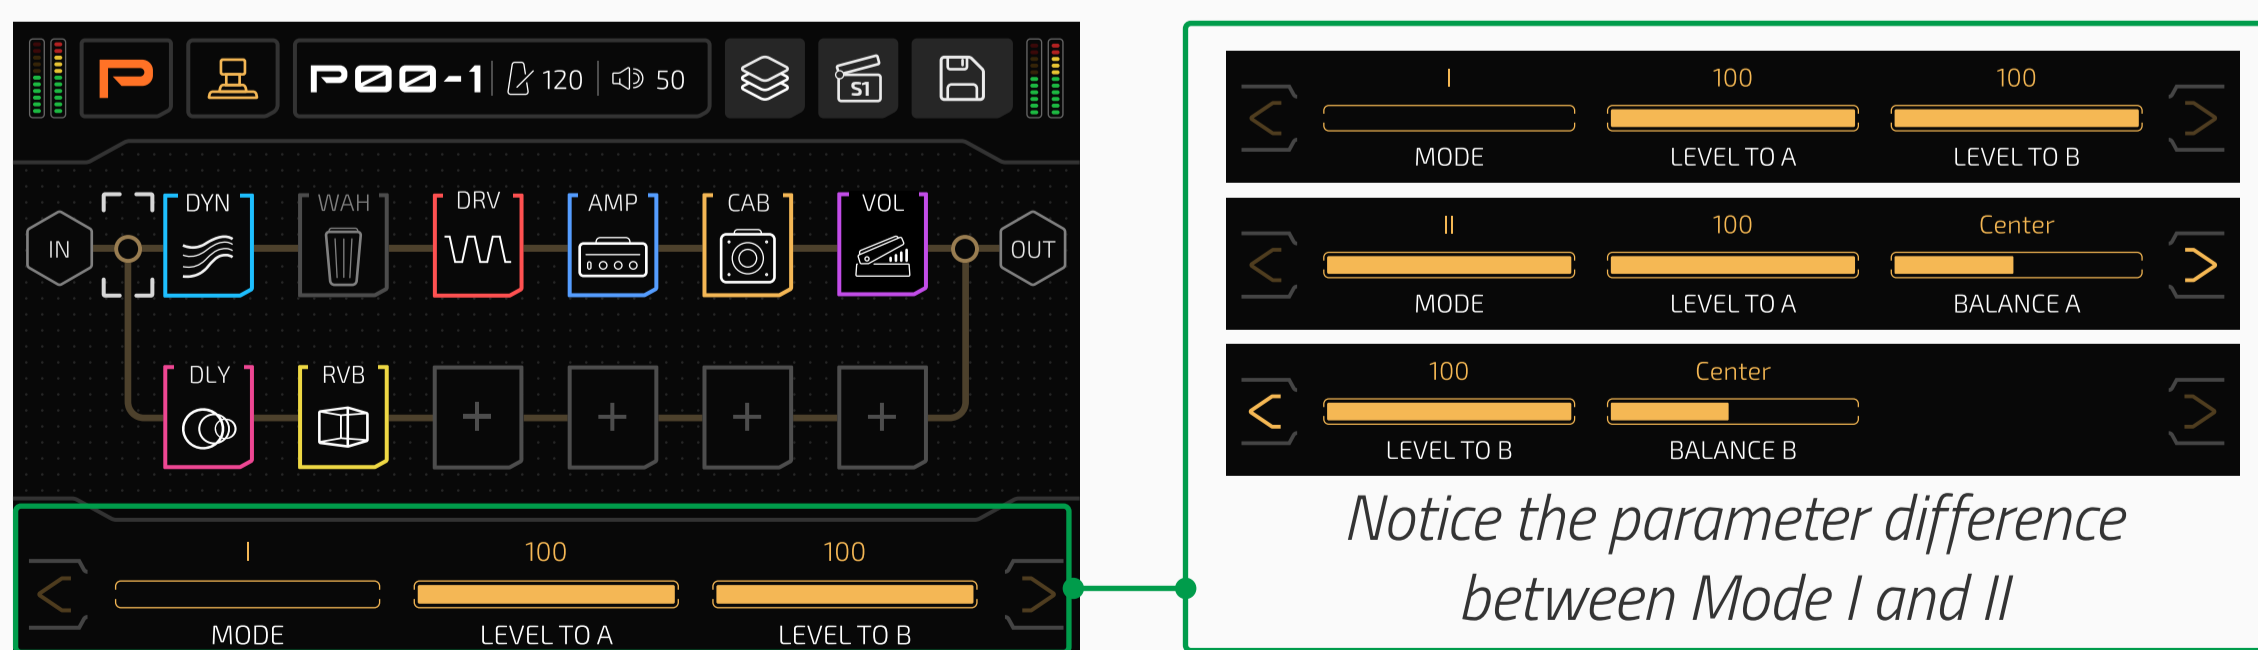 P00-1 120 50 S1
IN DYN WAH DRV AMP CAB VOL OUT
DLY RVB
I 100 100
MODE LEVEL TO A LEVEL TO B
I 100 100
MODE LEVEL TO A LEVEL TO B
II 100 Center
MODE LEVEL TO A BALANCE A
100 Center
LEVEL TO B BALANCE B
Notice the parameter difference
between Mode I and II